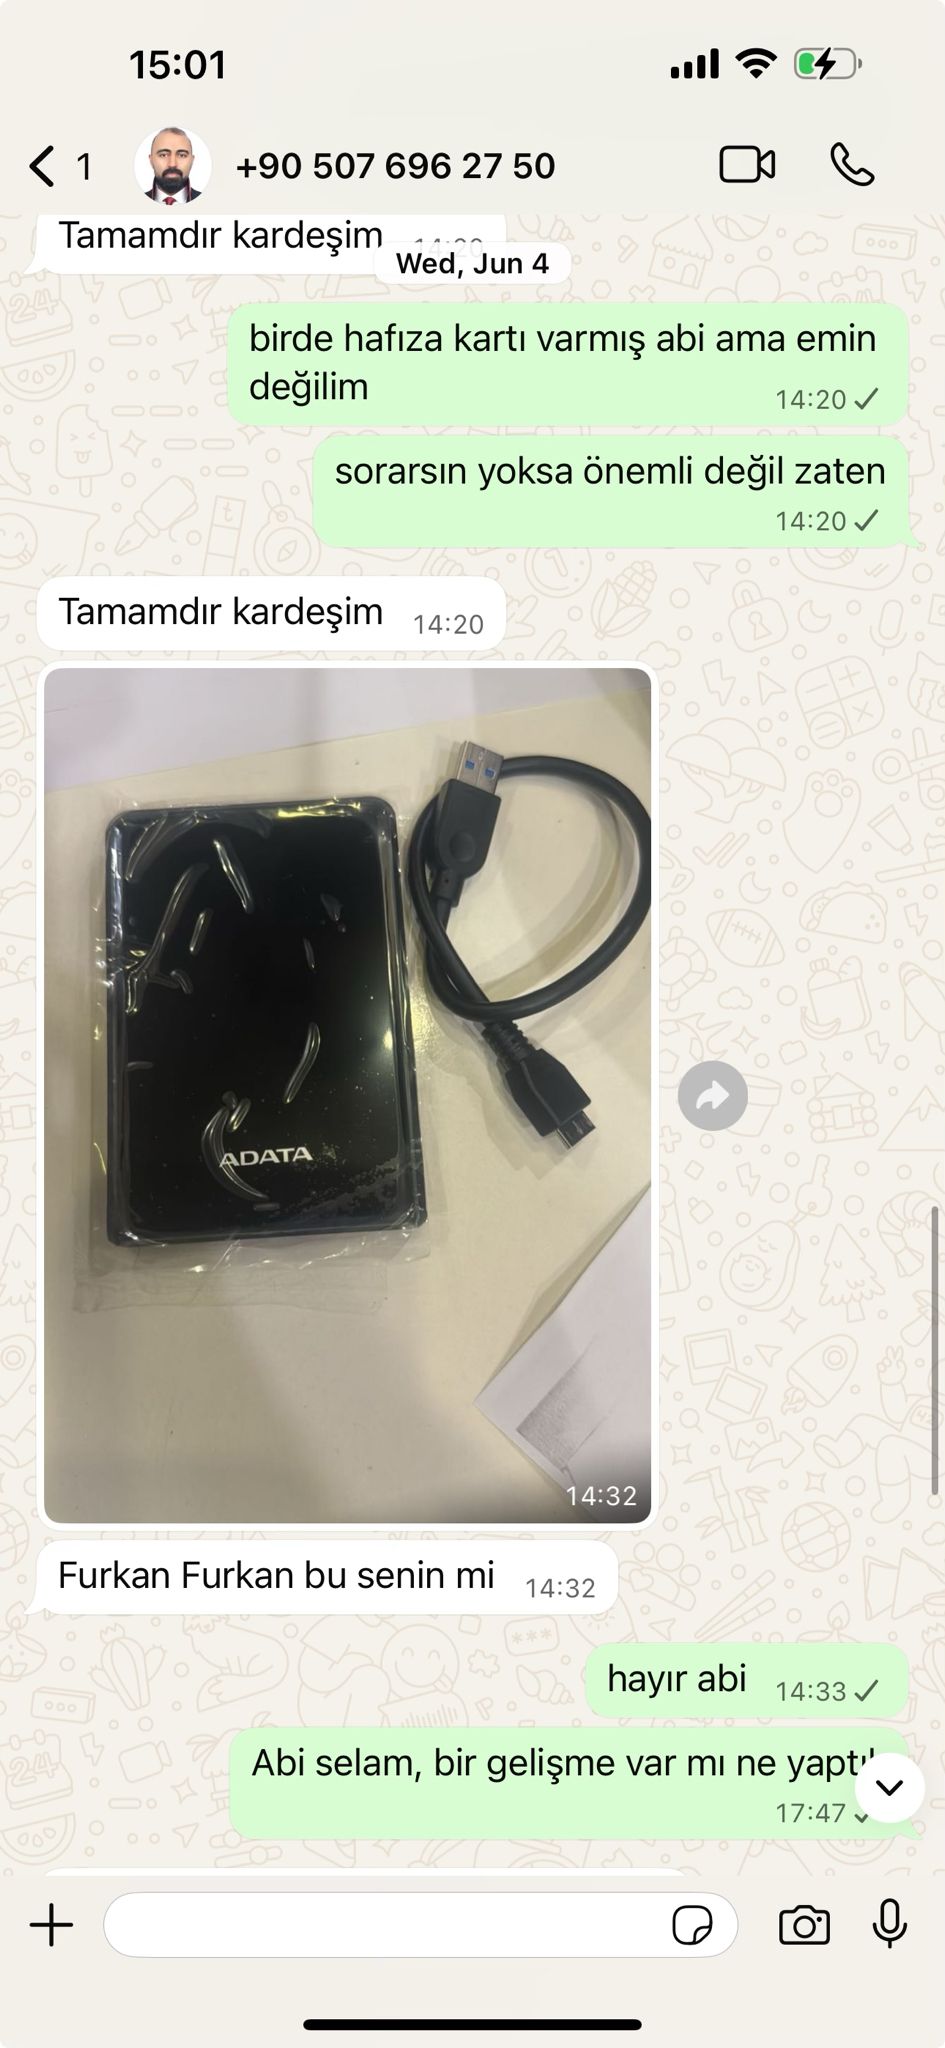 15:01
1
+90 507 696 27 50
Tamamdır kardeşim 14:20
Wed, Jun 4
birde hafıza kartı varmış abi ama emin
değilim 14:20
sorarsın yoksa önemli değil zaten
14:20
Tamamdır kardeşim 14:20
ADATA
14:32
Furkan Furkan bu senin mi 14:32
hayır abi 14:33
Abi selam, bir gelişme var mı ne
17:47